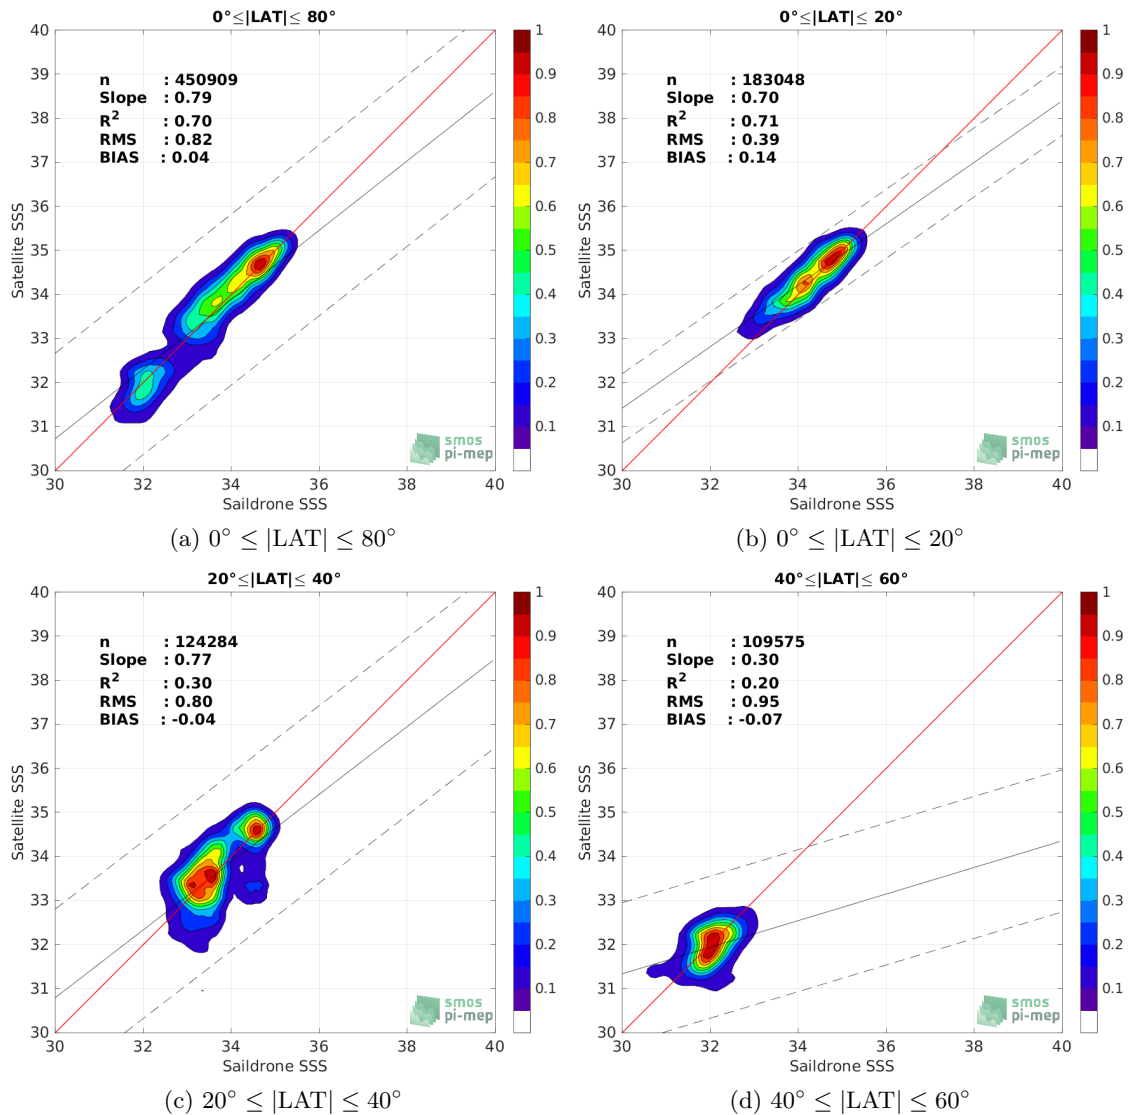 0°≤|LAT|≤ 80°
40
39
38
37
36
35
34
33
32
31
30
Satellite SSS
n : 450909
Slope : 0.79
R² : 0.70
RMS : 0.82
BIAS : 0.04
smos
pi-mep
30 32 34 36 38 40
Saildrone SSS
1
0.9
0.8
0.7
0.6
0.5
0.4
0.3
0.2
0.1
(a) 0° ≤ |LAT| ≤ 80°
0°≤|LAT|≤ 20°
40
39
38
37
36
35
34
33
32
31
30
Satellite SSS
n : 183048
Slope : 0.70
R² : 0.71
RMS : 0.39
BIAS : 0.14
smos
pi-mep
30 32 34 36 38 40
Saildrone SSS
1
0.9
0.8
0.7
0.6
0.5
0.4
0.3
0.2
0.1
(b) 0° ≤ |LAT| ≤ 20°
20°≤|LAT|≤ 40°
40
39
38
37
36
35
34
33
32
31
30
Satellite SSS
n : 124284
Slope : 0.77
R² : 0.30
RMS : 0.80
BIAS : -0.04
smos
pi-mep
30 32 34 36 38 40
Saildrone SSS
1
0.9
0.8
0.7
0.6
0.5
0.4
0.3
0.2
0.1
(c) 20° ≤ |LAT| ≤ 40°
40°≤|LAT|≤ 60°
40
39
38
37
36
35
34
33
32
31
30
Satellite SSS
n : 109575
Slope : 0.30
R² : 0.20
RMS : 0.95
BIAS : -0.07
smos
pi-mep
30 32 34 36 38 40
Saildrone SSS
1
0.9
0.8
0.7
0.6
0.5
0.4
0.3
0.2
0.1
(d) 40° ≤ |LAT| ≤ 60°